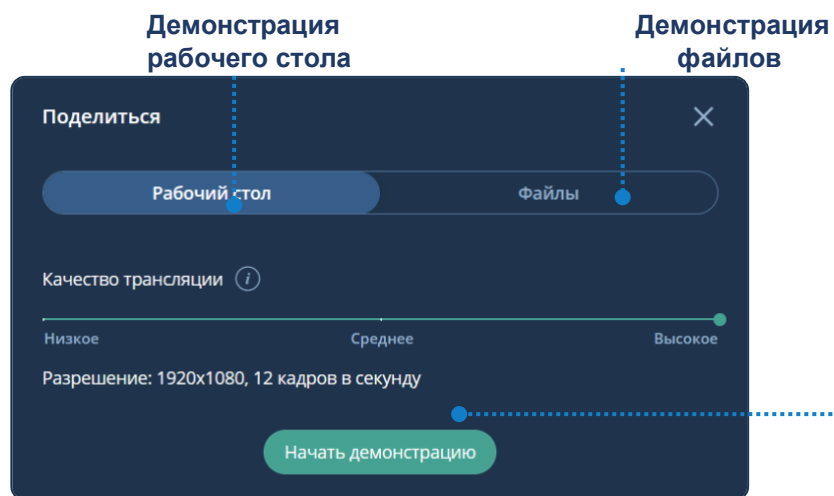 Демонстрация
рабочего стола
Демонстрация
файлов
Поделиться
Рабочий стол
Файлы
Качество трансляции i
Низкое
Среднее
Высокое
Разрешение: 1920x1080, 12 кадров в секунду
Начать демонстрацию